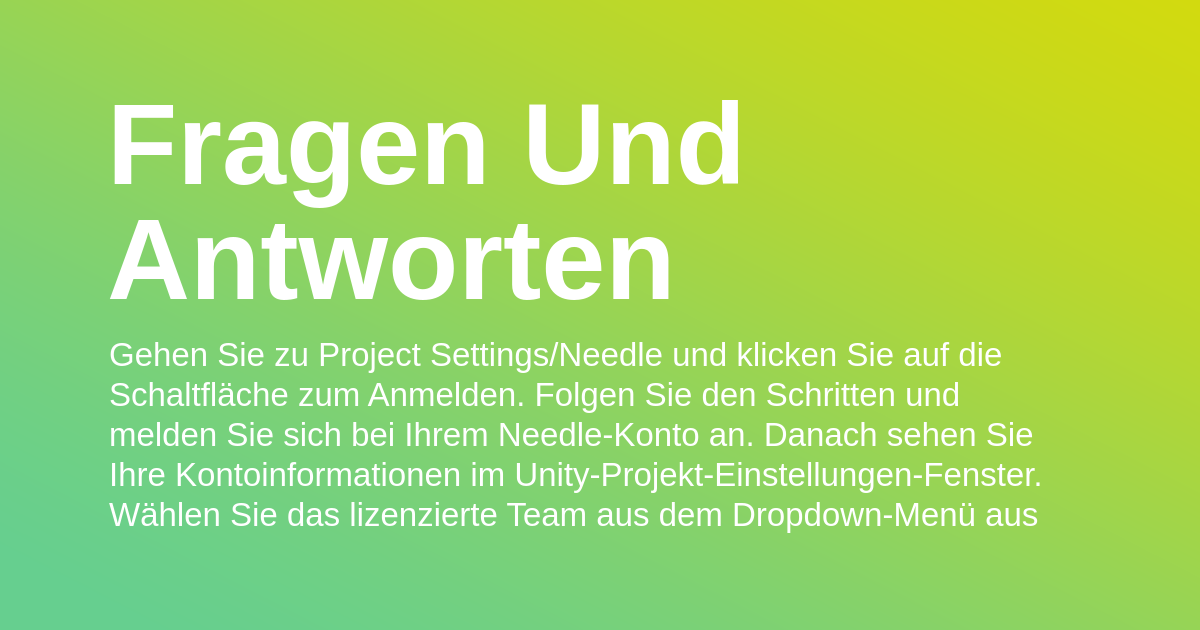 Fragen Und
Antworten
Gehen Sie zu Project Settings/Needle und klicken Sie auf die
Schaltfläche zum Anmelden. Folgen Sie den Schritten und
melden Sie sich bei Ihrem Needle-Konto an. Danach sehen Sie
Ihre Kontoinformationen im Unity-Projekt-Einstellungen-Fenster.
Wählen Sie das lizenzierte Team aus dem Dropdown-Menü aus